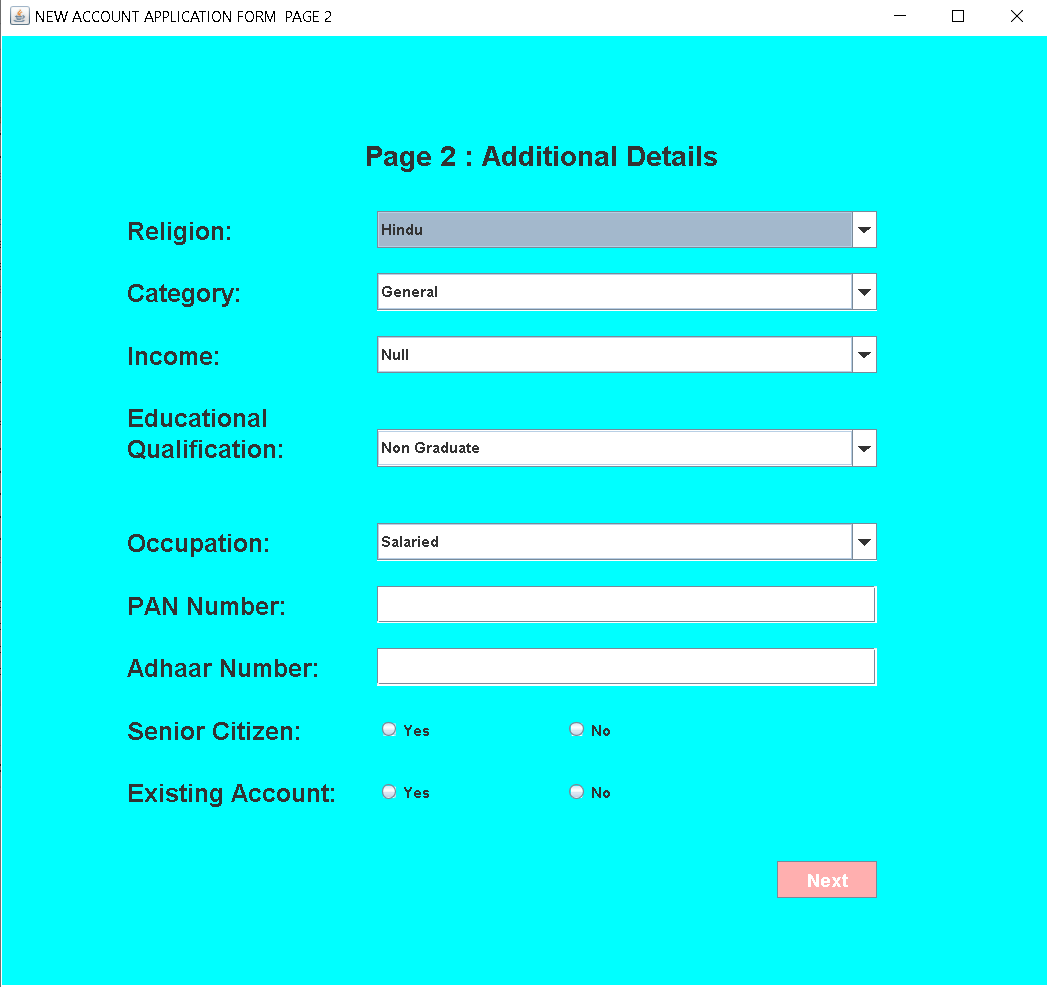 NEW ACCOUNT APPLICATION FORM  PAGE 2
Page 2 : Additional Details
Religion: Hindu
Category: General
Income: Null
Educational
Qualification: Non Graduate
Occupation: Salaried
PAN Number:
Adhaar Number:
Senior Citizen: Yes No
Existing Account: Yes No
Next